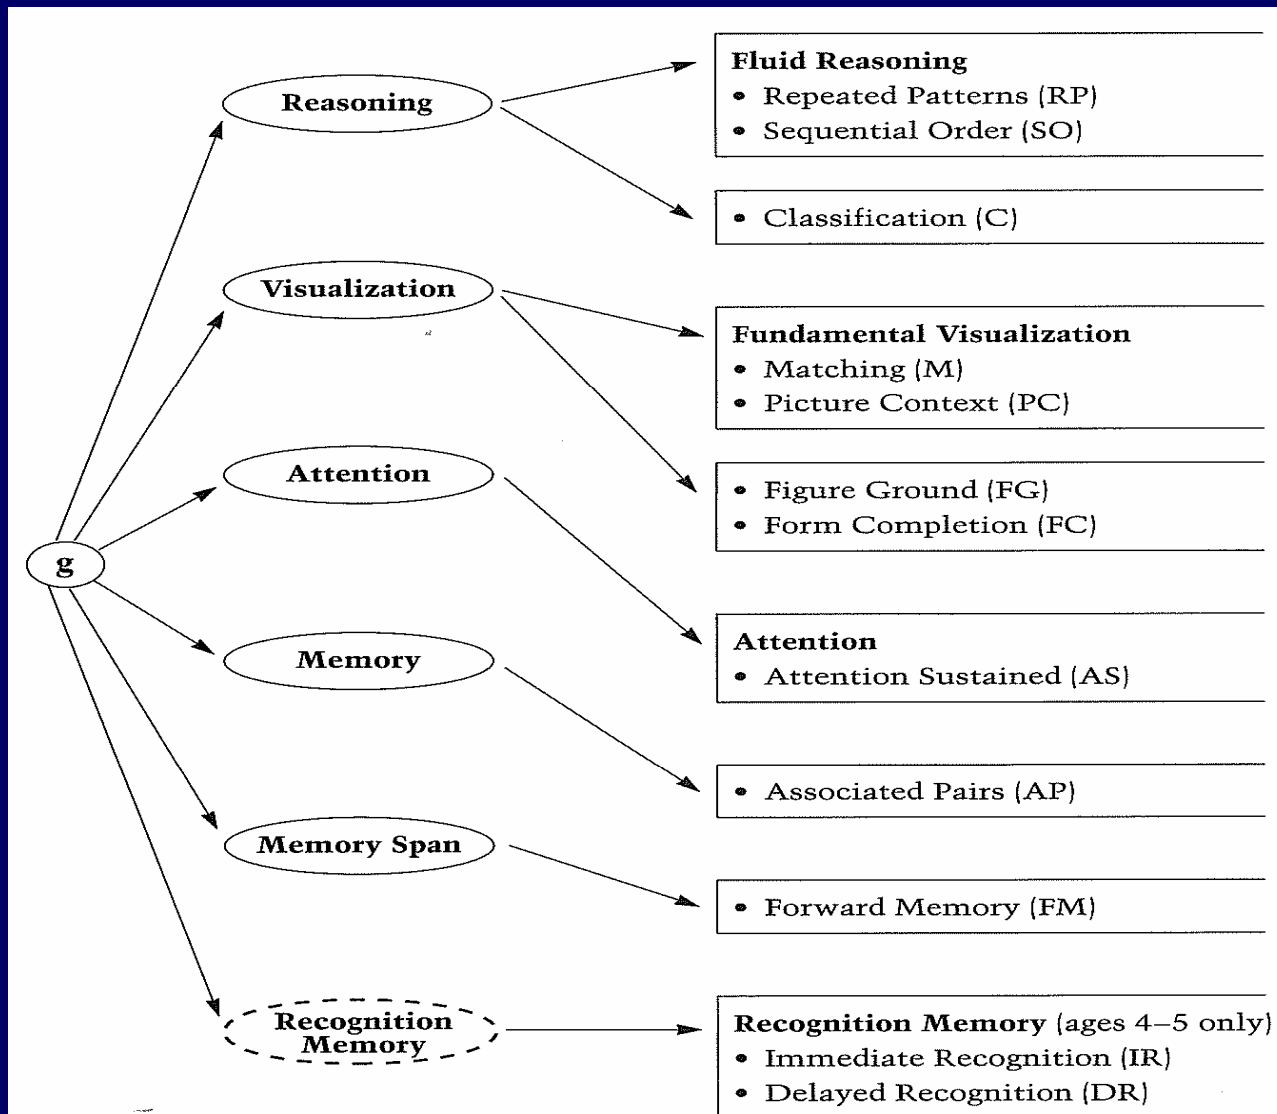 Reasoning
Fluid Reasoning
• Repeated Patterns (RP)
• Sequential Order (SO)
• Classification (C)
Visualization
Fundamental Visualization
• Matching (M)
• Picture Context (PC)
• Figure Ground (FG)
• Form Completion (FC)
Attention
Attention
• Attention Sustained (AS)
g
Memory
• Associated Pairs (AP)
Memory Span
• Forward Memory (FM)
Recognition
Memory
Recognition Memory (ages 4–5 only)
• Immediate Recognition (IR)
• Delayed Recognition (DR)